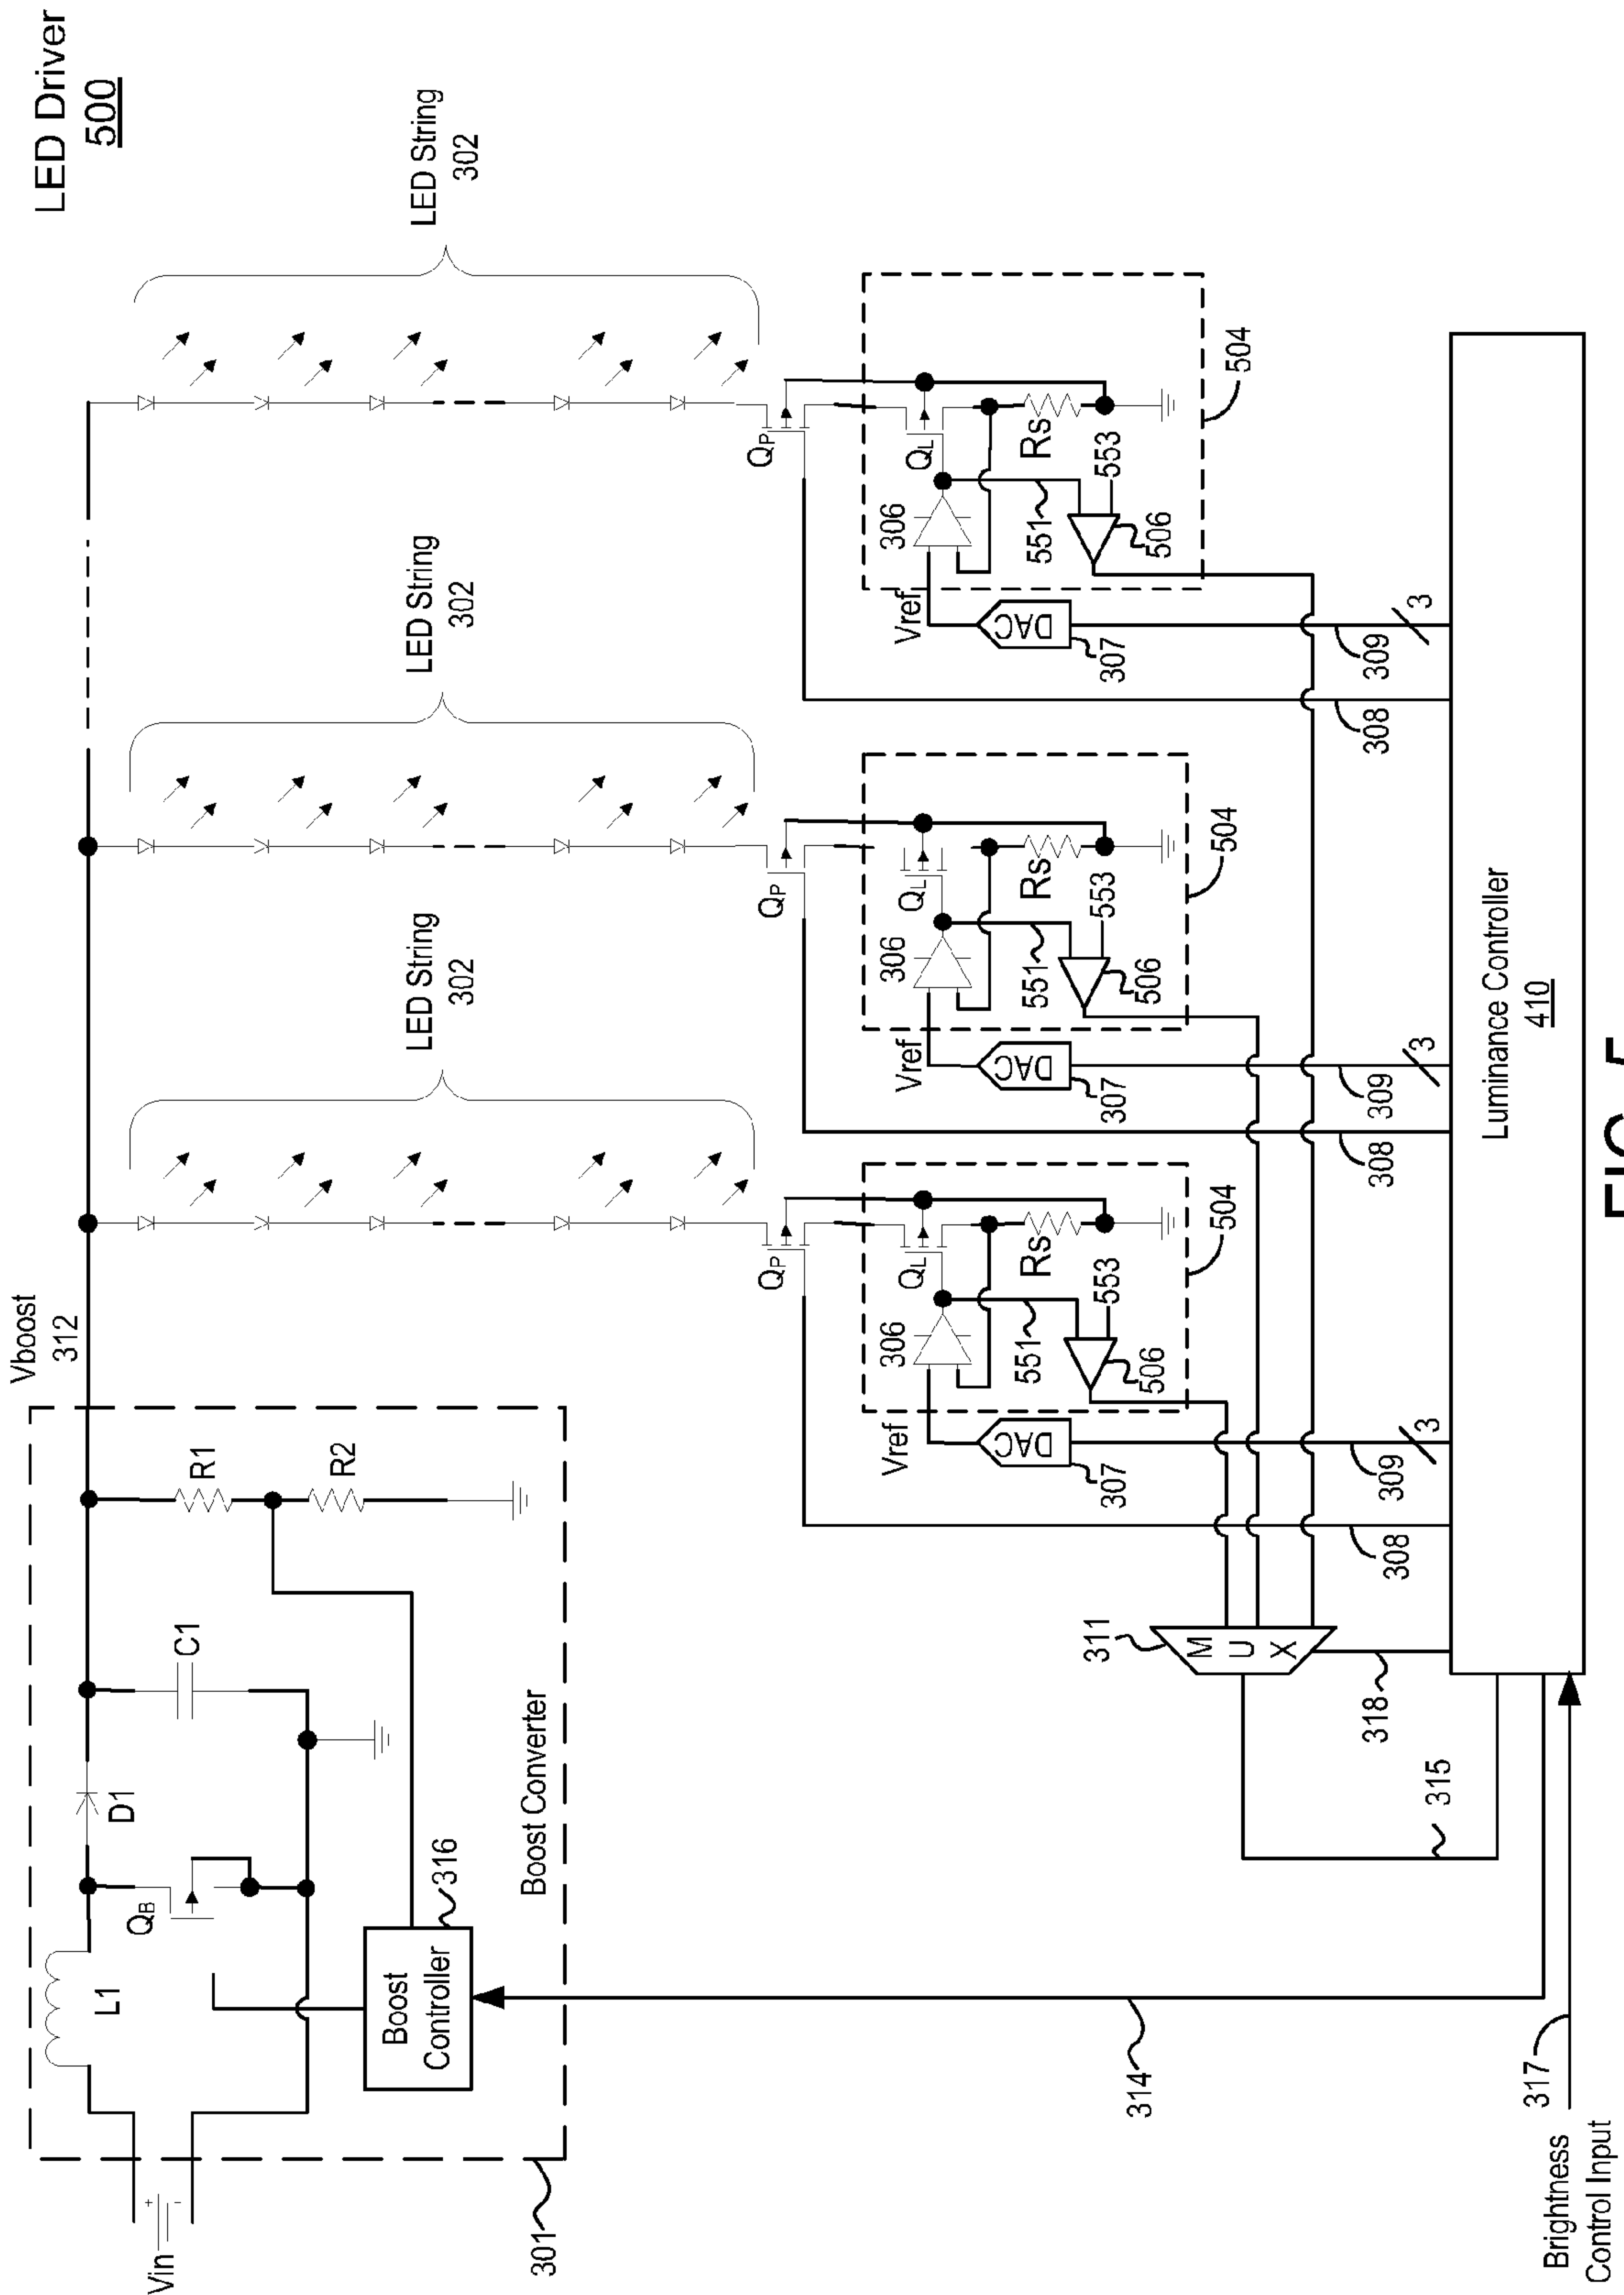 LED Driver
500
Vboost
312
LED String
302
LED String
302
LED String
302
L1
QB
D1
C1
R1
R2
Vin
+
-
Boost
Controller
316
Boost Converter
301
QP
QP
QP
306
QL
Rs
551
553
506
504
306
QL
Rs
551
553
506
504
306
QL
Rs
551
553
506
504
Vref
DAC
307
Vref
DAC
307
Vref
DAC
307
311
M
U
X
318
315
314
308
309
3
308
309
3
308
309
3
Luminance Controller
410
317
Brightness
Control Input